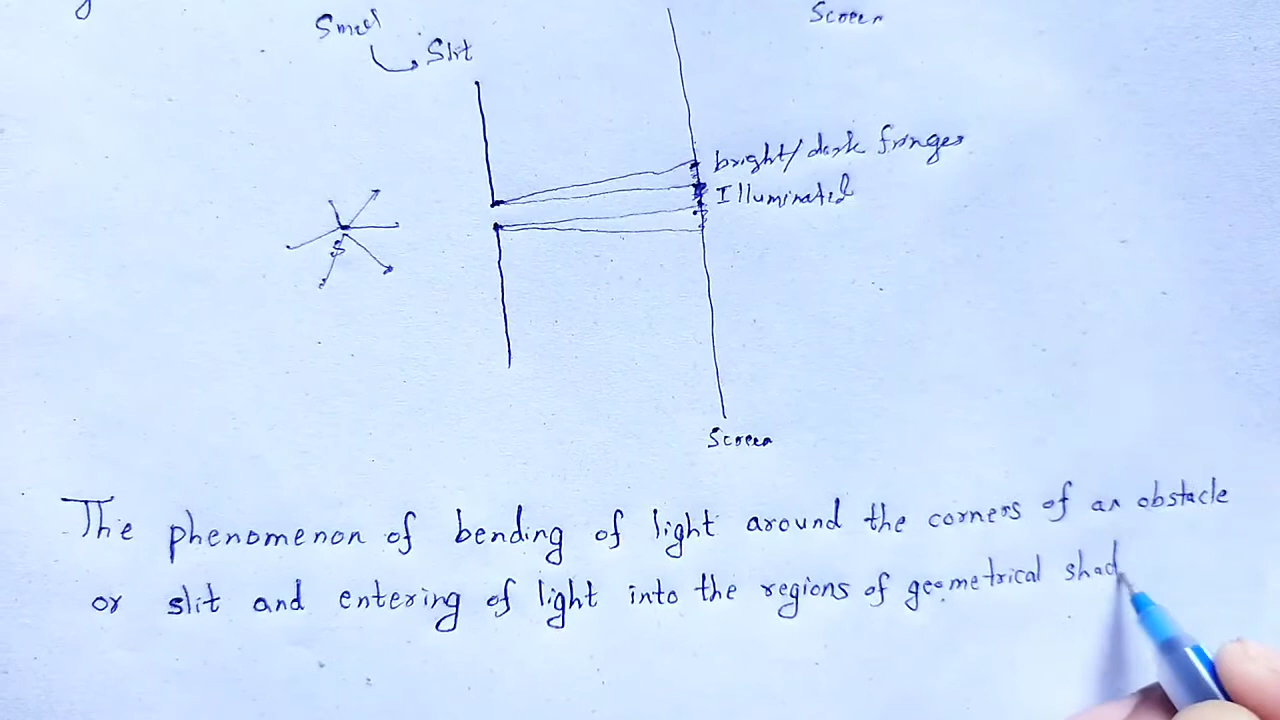 Small
Screen
Slit
bright/dark fringes
Illuminated
S
Screen
The phenomenon of bending of light around the corners of an obstacle
or slit and entering of light into the regions of geometrical shad